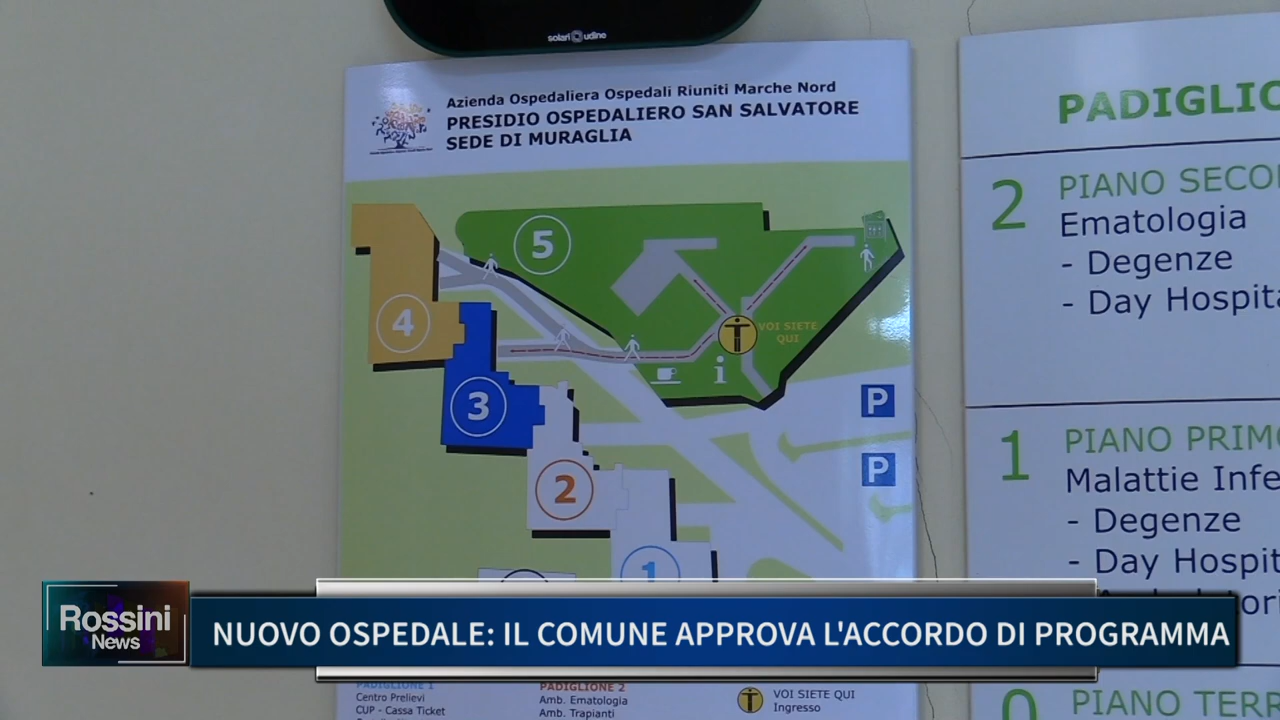 solari udine
Azienda Ospedaliera Ospedali Riuniti Marche Nord
PRESIDIO OSPEDALIERO SAN SALVATORE
SEDE DI MURAGLIA
5
4
VOI SIETE
QUI
i
3
P
P
2
1
PADIGLIO
2
PIANO SECO
Ematologia
- Degenze
- Day Hospita
1
PIANO PRIMO
Malattie Infe
- Degenze
- Day Hospit
0
PIANO TERR
Rossini
News
NUOVO OSPEDALE: IL COMUNE APPROVA L'ACCORDO DI PROGRAMMA
PADIGLIONE 1
Centro Prelievi
CUP - Cassa Ticket
PADIGLIONE 2
Amb. Ematologia
Amb. Trapianti
VOI SIETE QUI
Ingresso